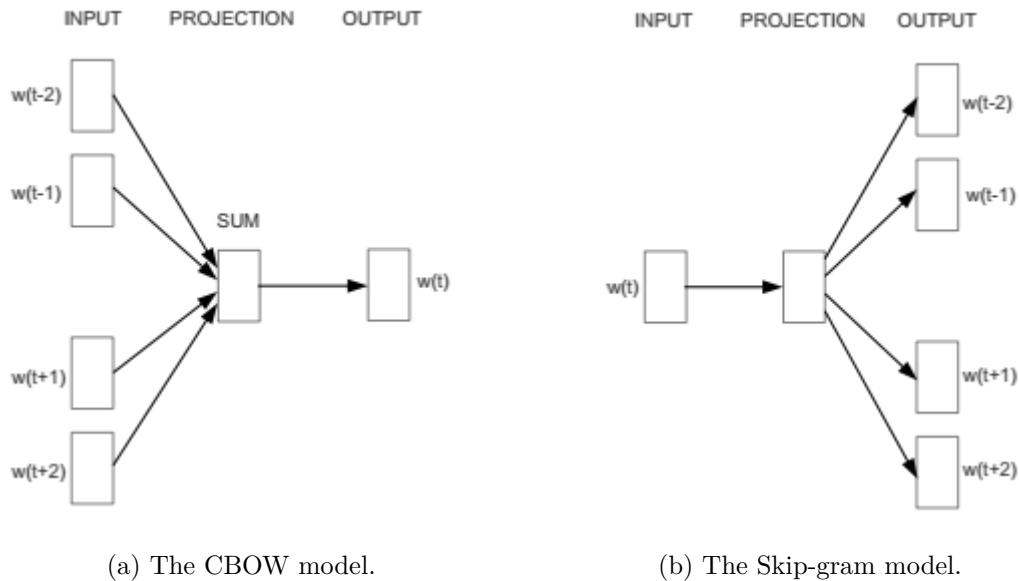 INPUT PROJECTION OUTPUT
w(t-2)
w(t-1)
SUM
w(t)
w(t+1)
w(t+2)
(a) The CBOW model.
INPUT PROJECTION OUTPUT
w(t-2)
w(t-1)
w(t)
w(t+1)
w(t+2)
(b) The Skip-gram model.